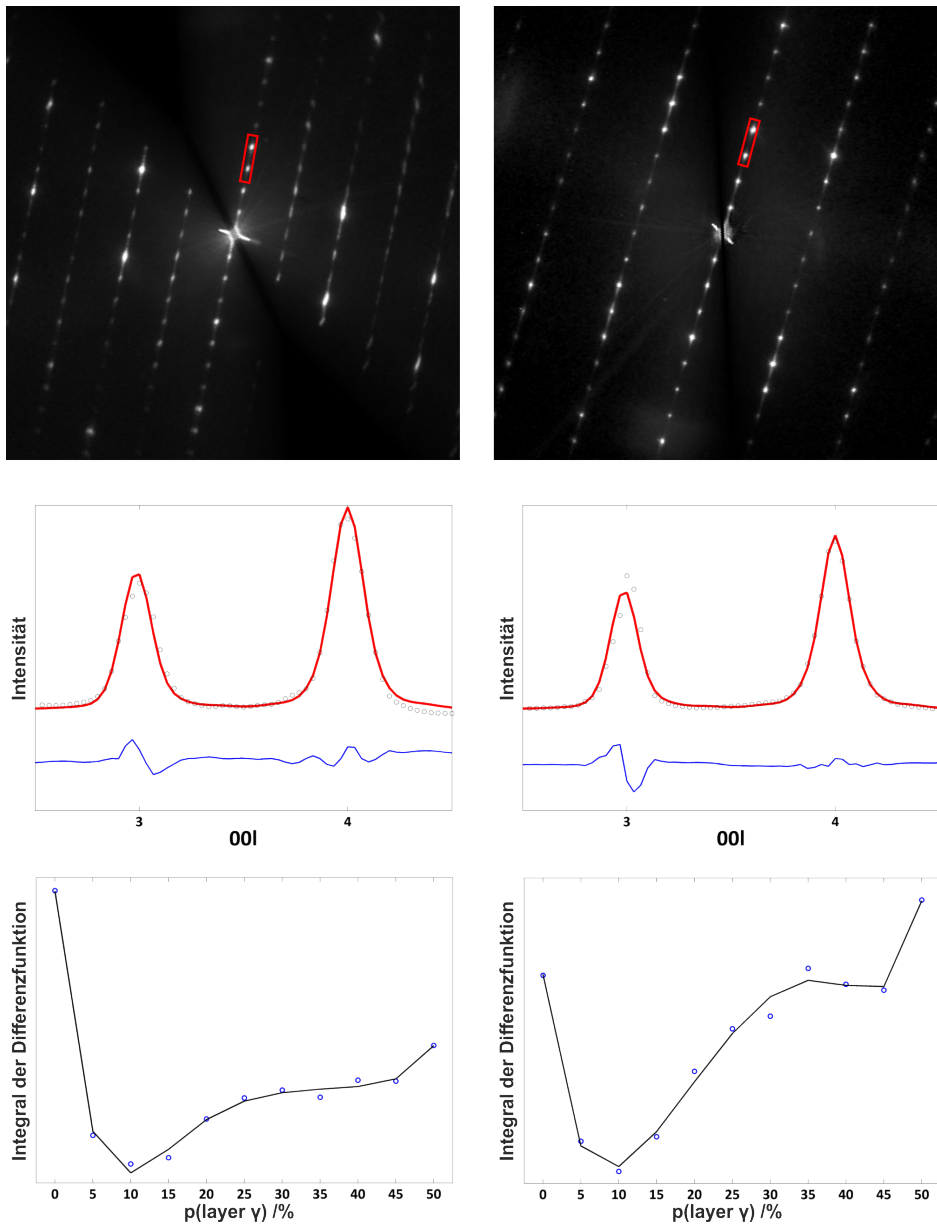 Intensität
3 4
00l
Intensität
3 4
00l
Integral der Differenzfunktion
0 5 10 15 20 25 30 35 40 45 50
p(layer γ) /%
Integral der Differenzfunktion
0 5 10 15 20 25 30 35 40 45 50
p(layer γ) /%